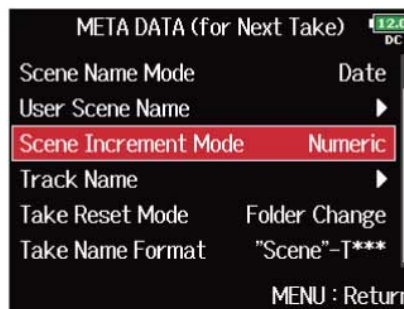 META DATA (for Next Take)
12.0
DC
Scene Name Mode Date
User Scene Name
Scene Increment Mode Numeric
Track Name
Take Reset Mode Folder Change
Take Name Format "Scene"-T***
MENU : Return